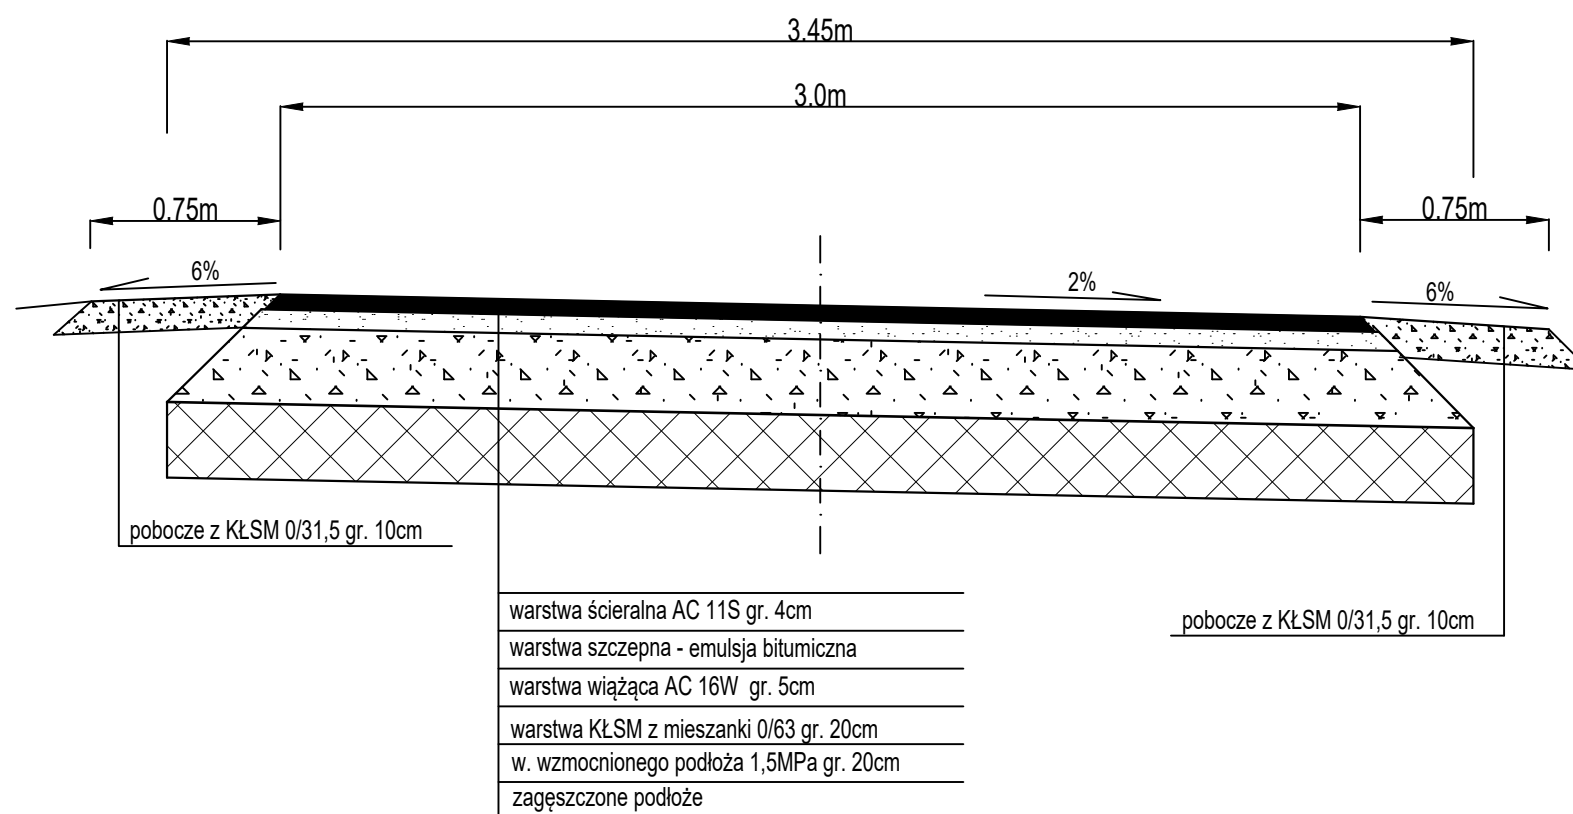 3.45m
3.0m
0.75m
0.75m
6%
2%
6%
pobocze z KŁSM 0/31,5 gr. 10cm
warstwa ścieralna AC 11S gr. 4cm
warstwa szczepna - emulsja bitumiczna
warstwa wiążąca AC 16W gr. 5cm
warstwa KŁSM z mieszanki 0/63 gr. 20cm
w. wzmocnionego podłoża 1,5MPa gr. 20cm
zagęszczone podłoże
pobocze z KŁSM 0/31,5 gr. 10cm